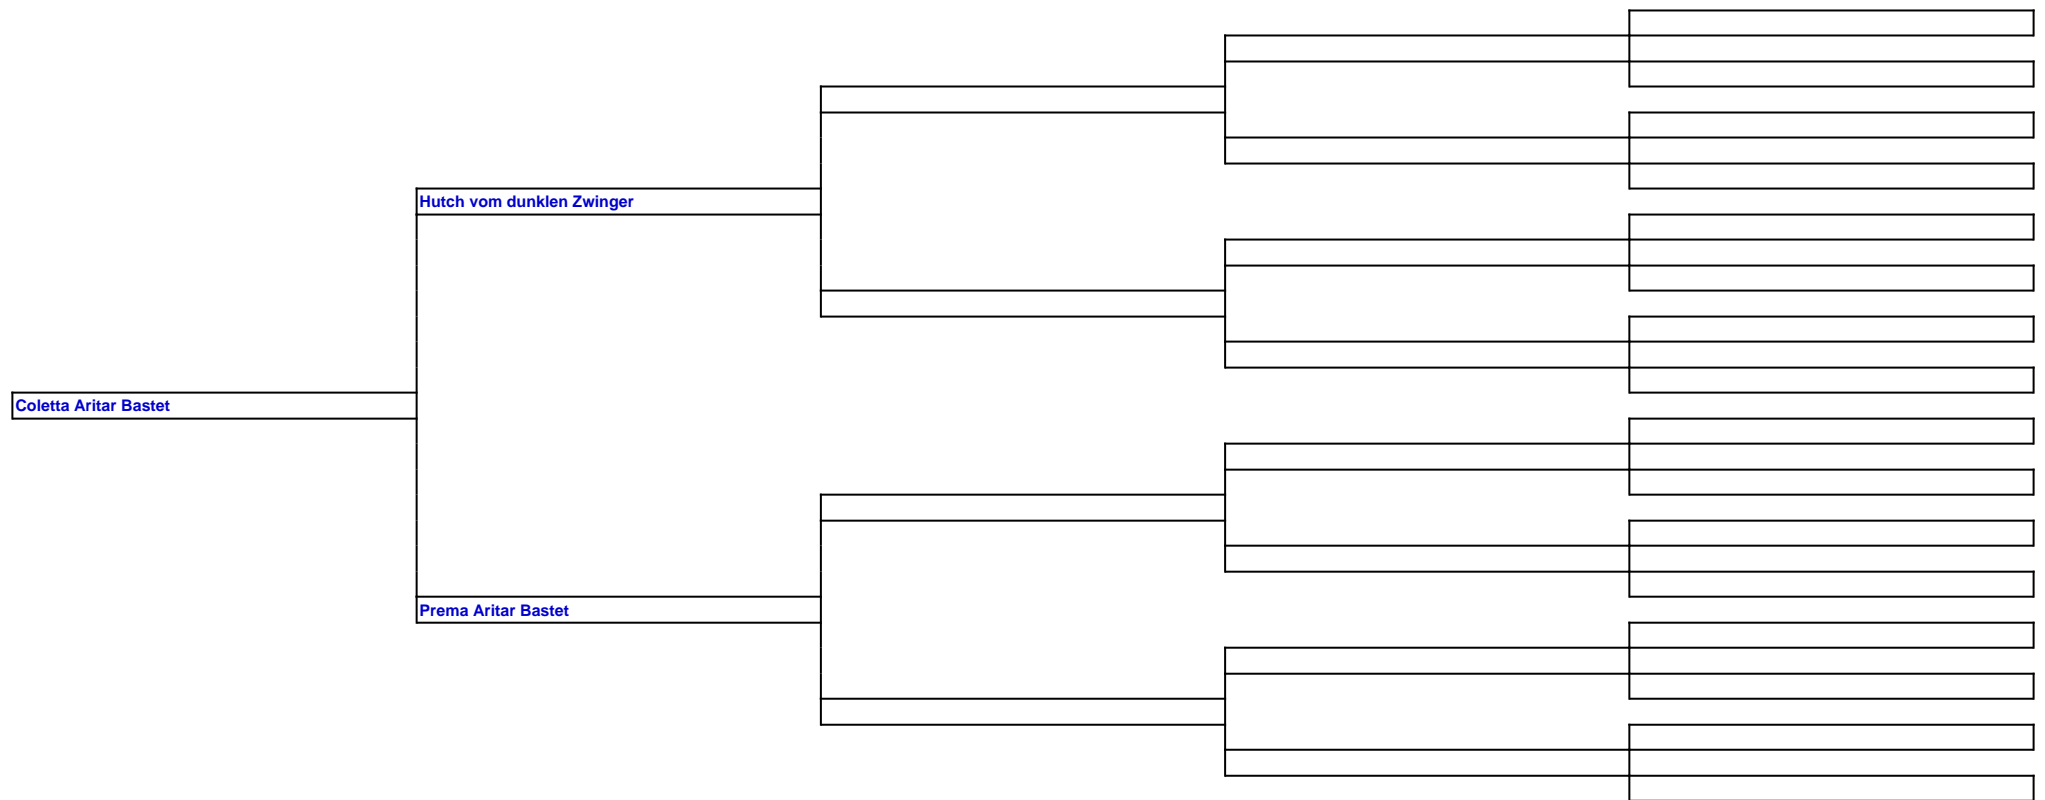 Hutch vom dunklen Zwinger
Coletta Aritar Bastet
Prema Aritar Bastet